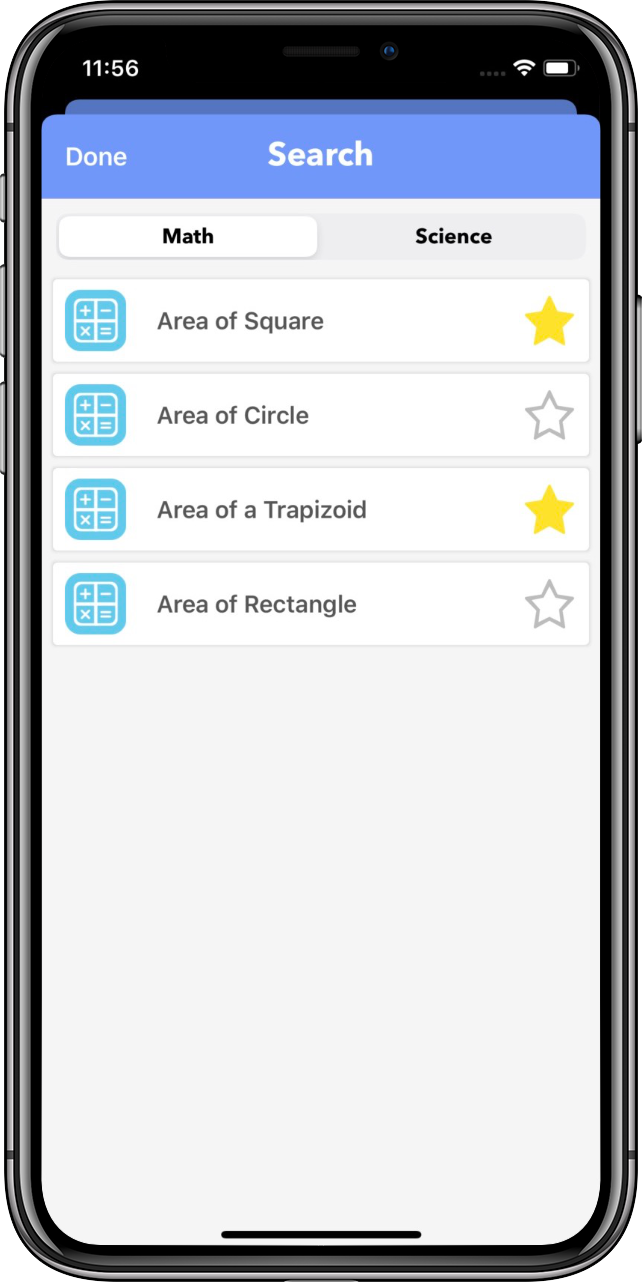 11:56
Done
Search
Math
Science
Area of Square
Area of Circle
Area of a Trapizoid
Area of Rectangle